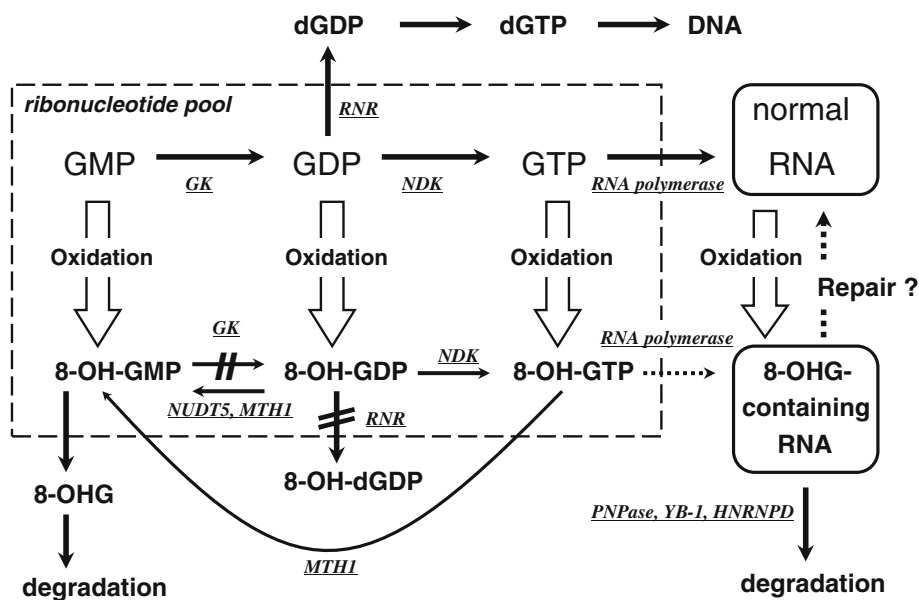 dGDP dGTP DNA
ribonucleotide pool
RNR
normal
RNA
GMP GDP GTP
GK NDK RNA polymerase
Oxidation Oxidation Oxidation Oxidation
Repair ?
GK NDK RNA polymerase
8-OH-GMP 8-OH-GDP 8-OH-GTP
8-OHG-
containing
RNA
NUDT5, MTH1
RNR
8-OHG
8-OH-dGDP
PNPase, YB-1, HNRNPD
MTH1
degradation degradation